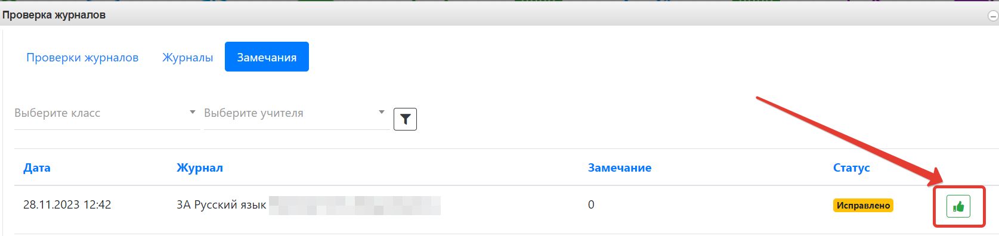 Проверка журналов
Проверки журналов Журналы Замечания
Выберите класс Выберите учителя
Дата Журнал Замечание Статус
28.11.2023 12:42 3А Русский язык 0 Исправлено